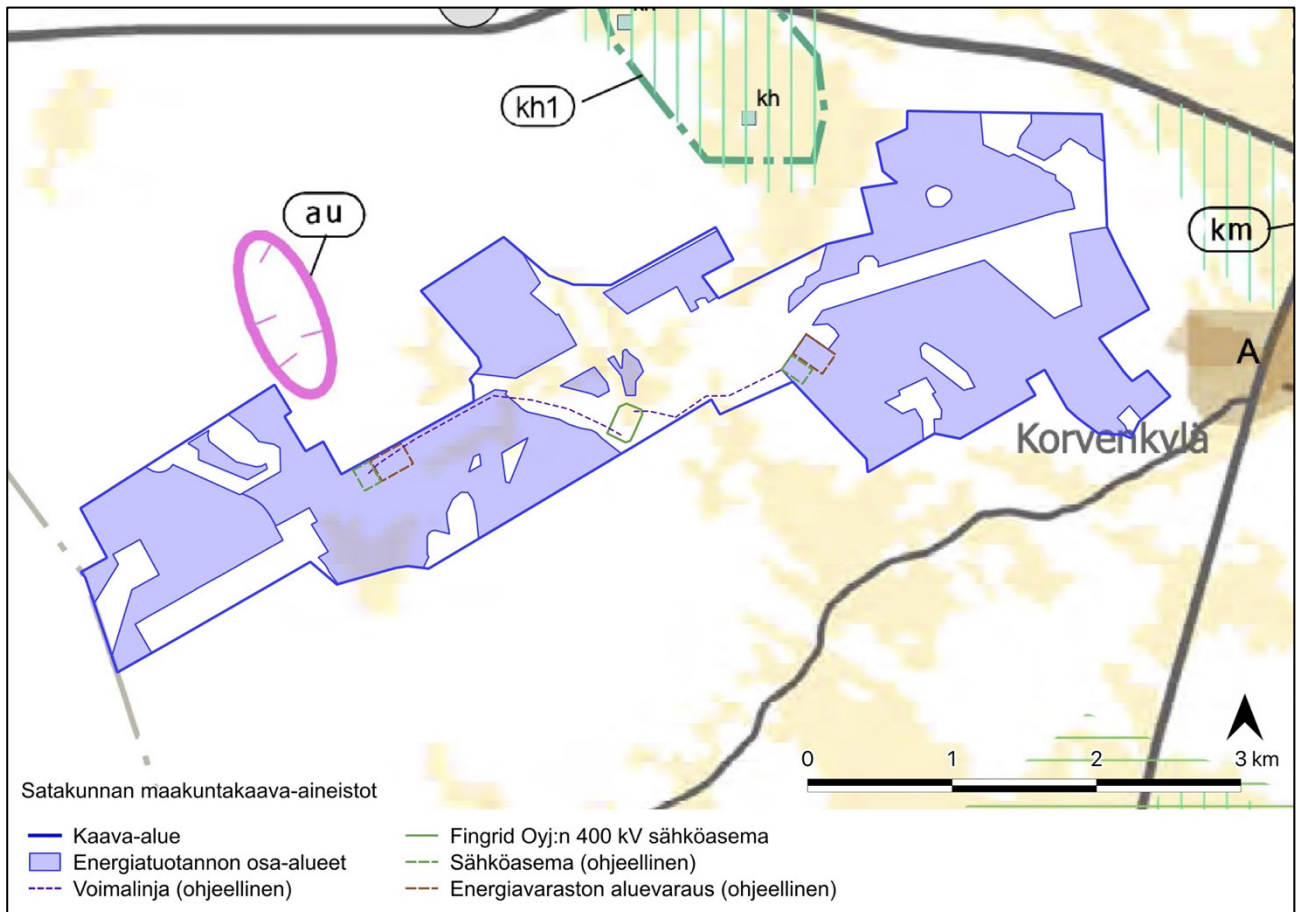 kh1
kh
au
km
A
Korvenkylä
0 1 2 3 km
Satakunnan maakuntakaava-aineistot
Kaava-alue
Energiatuotannon osa-alueet
Voimalinja (ohjeellinen)
Fingrid Oyj:n 400 kV sähköasema
Sähköasema (ohjeellinen)
Energiavaraston aluevaraus (ohjeellinen)